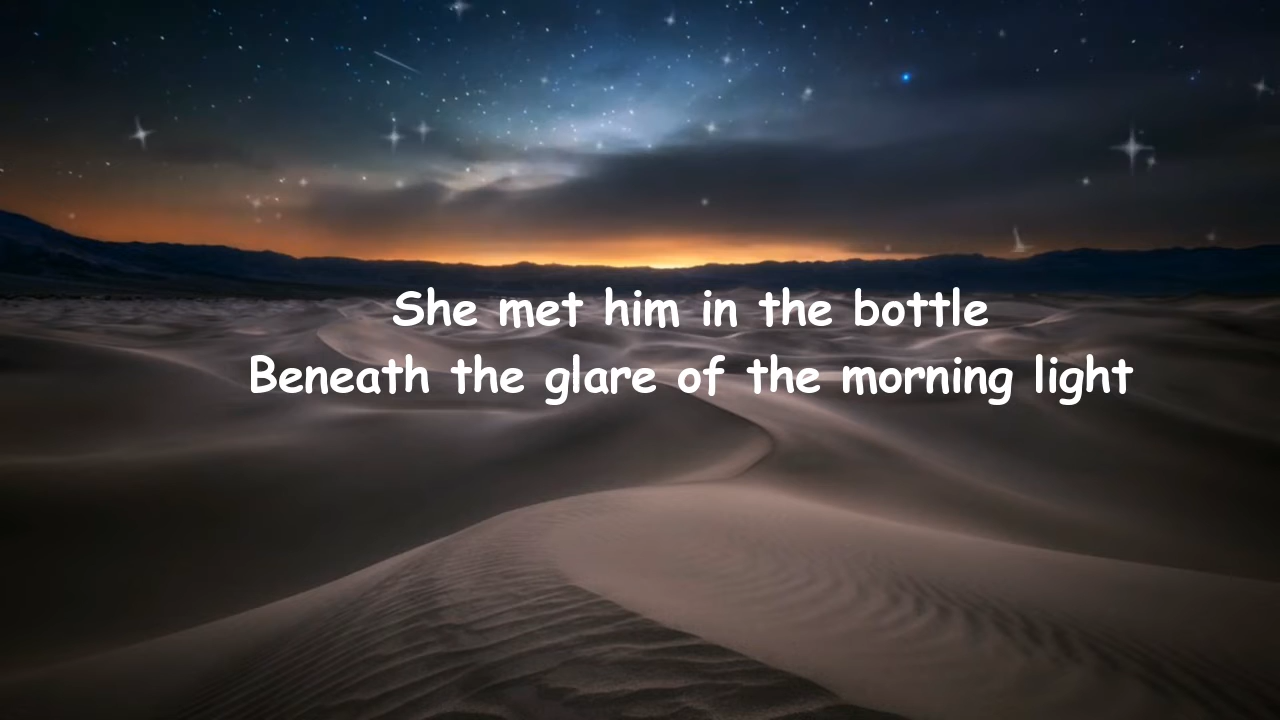 She met him in the bottle
Beneath the glare of the morning light